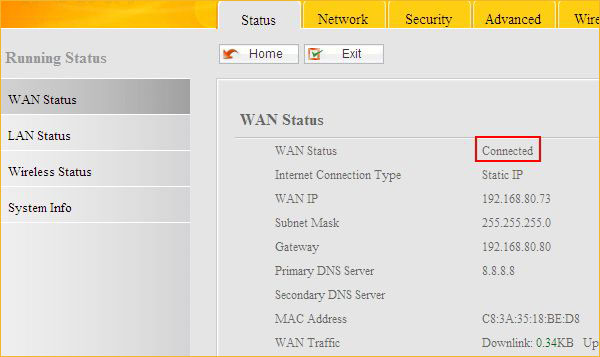 Status Network Security Advanced Wire
Home Exit
Running Status
WAN Status
LAN Status
Wireless Status
System Info
WAN Status
WAN Status Connected
Internet Connection Type Static IP
WAN IP 192.168.80.73
Subnet Mask 255.255.255.0
Gateway 192.168.80.80
Primary DNS Server 8.8.8.8
Secondary DNS Server
MAC Address C8:3A:35:18:BE:D8
WAN Traffic Downlink: 0.34KB Up